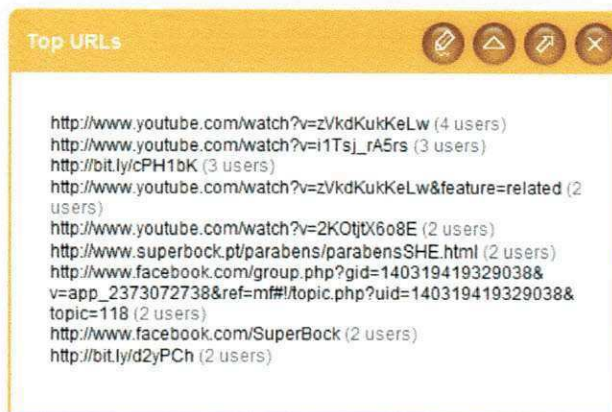 Top URLs
http://www.youtube.com/watch?v=zVkdKukKeLw (4 users)
http://www.youtube.com/watch?v=i1Tsj_rA5rs (3 users)
http://bit.ly/cPH1bK (3 users)
http://www.youtube.com/watch?v=zVkdKukKeLw&feature=related (2
users)
http://www.youtube.com/watch?v=2KOtjtX6o8E (2 users)
http://www.superbock.pt/parabens/parabensSHE.html (2 users)
http://www.facebook.com/group.php?gid=140319419329038&
v=app_2373072738&ref=mf#!/topic.php?uid=140319419329038&
topic=118 (2 users)
http://www.facebook.com/SuperBock (2 users)
http://bit.ly/d2yPCh (2 users)